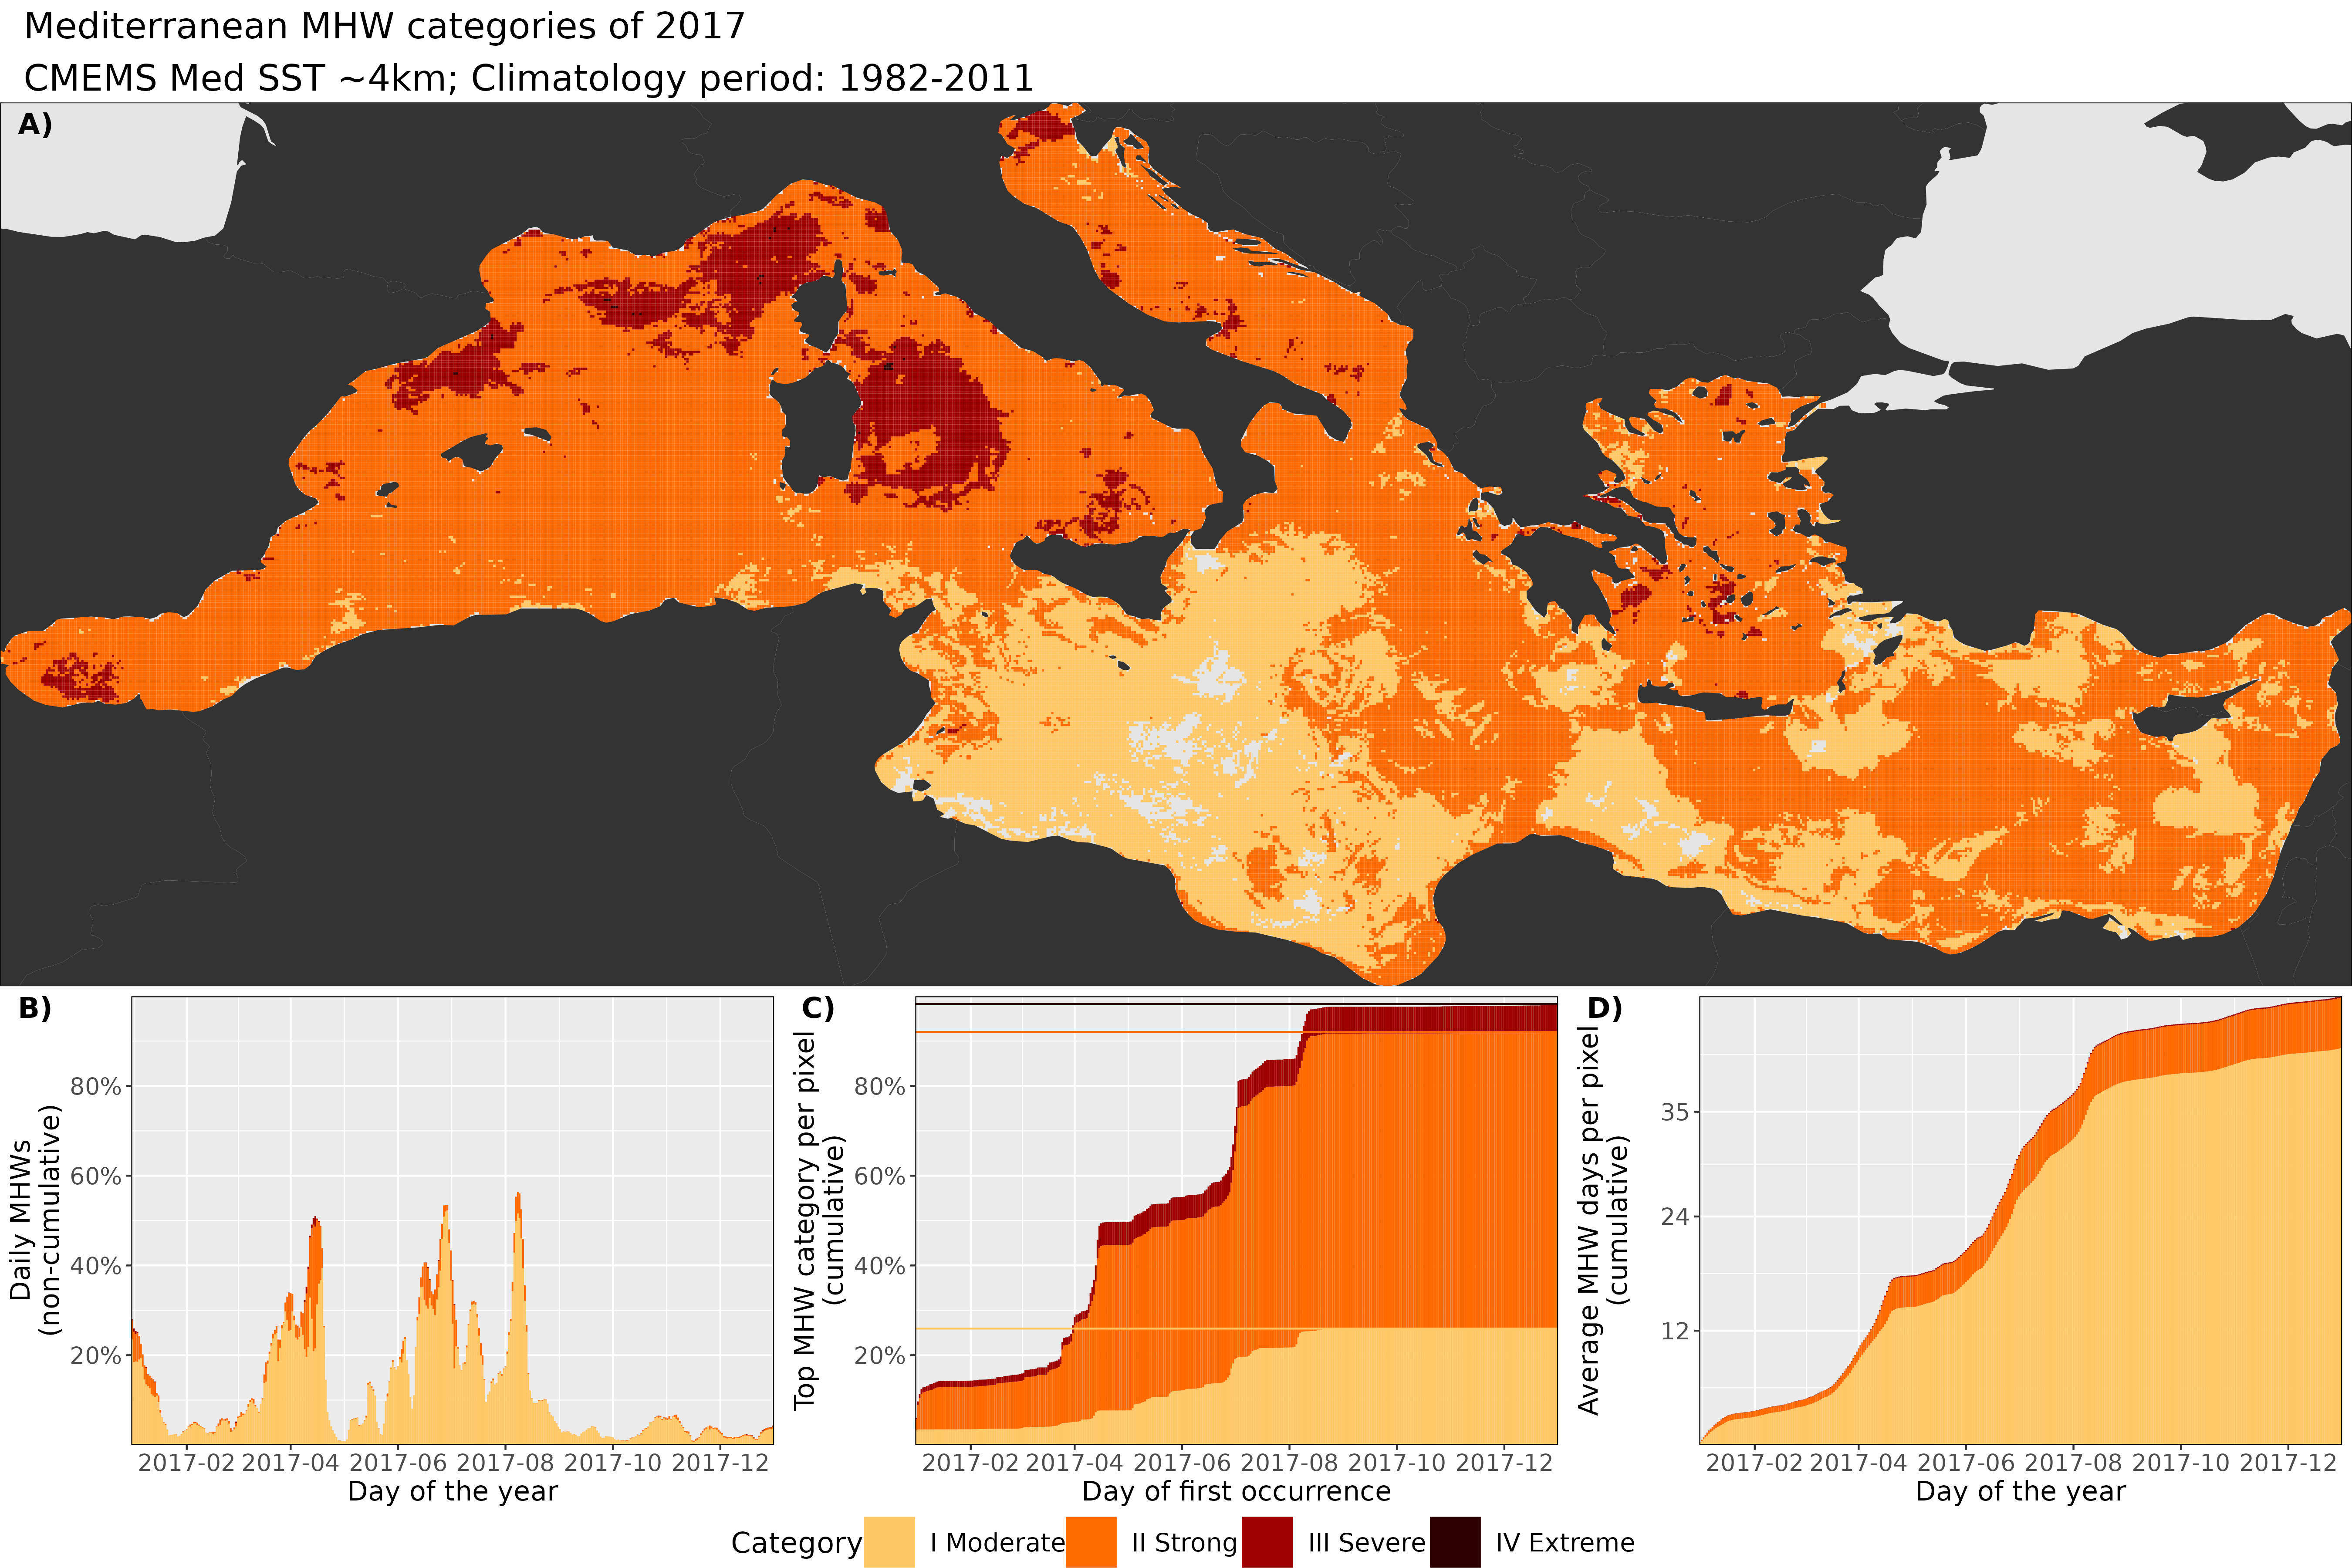 Mediterranean MHW categories of 2017
CMEMS Med SST ~4km; Climatology period: 1982-2011
A)
B)
Daily MHWs
(non-cumulative)
80%
60%
40%
20%
2017-02 2017-04 2017-06 2017-08 2017-10 2017-12
Day of the year
C)
Top MHW category per pixel
(cumulative)
80%
60%
40%
20%
2017-02 2017-04 2017-06 2017-08 2017-10 2017-12
Day of first occurrence
D)
Average MHW days per pixel
(cumulative)
35
24
12
2017-02 2017-04 2017-06 2017-08 2017-10 2017-12
Day of the year
Category I Moderate II Strong III Severe IV Extreme